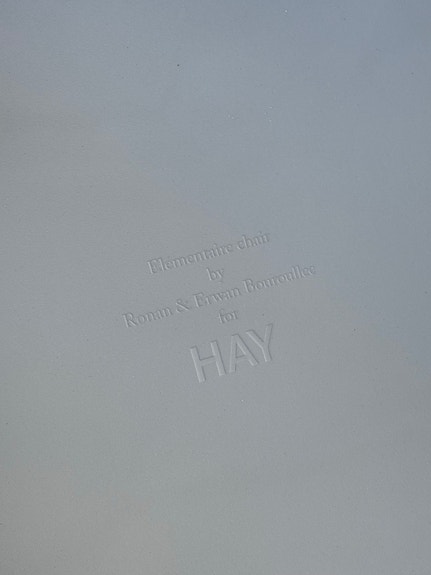 Elementaire chair
by
Ronan & Erwan Bouroullec
for
HAY